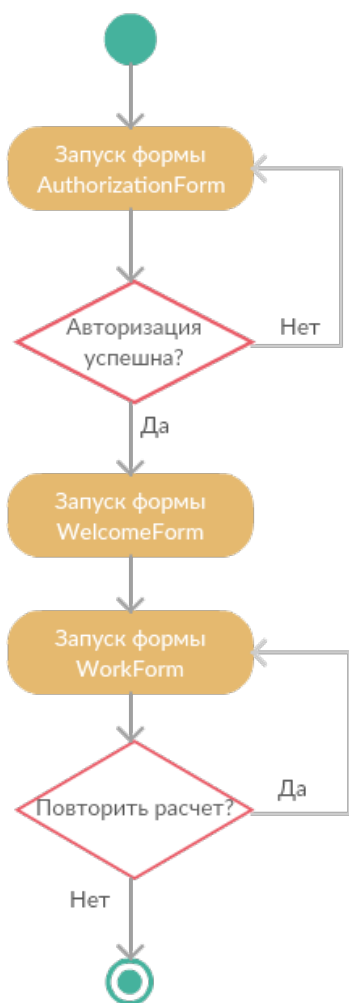 Запуск формы
AuthorizationForm
Авторизация
успешна?
Нет
Да
Запуск формы
WelcomeForm
Запуск формы
WorkForm
Повторить расчет?
Да
Нет